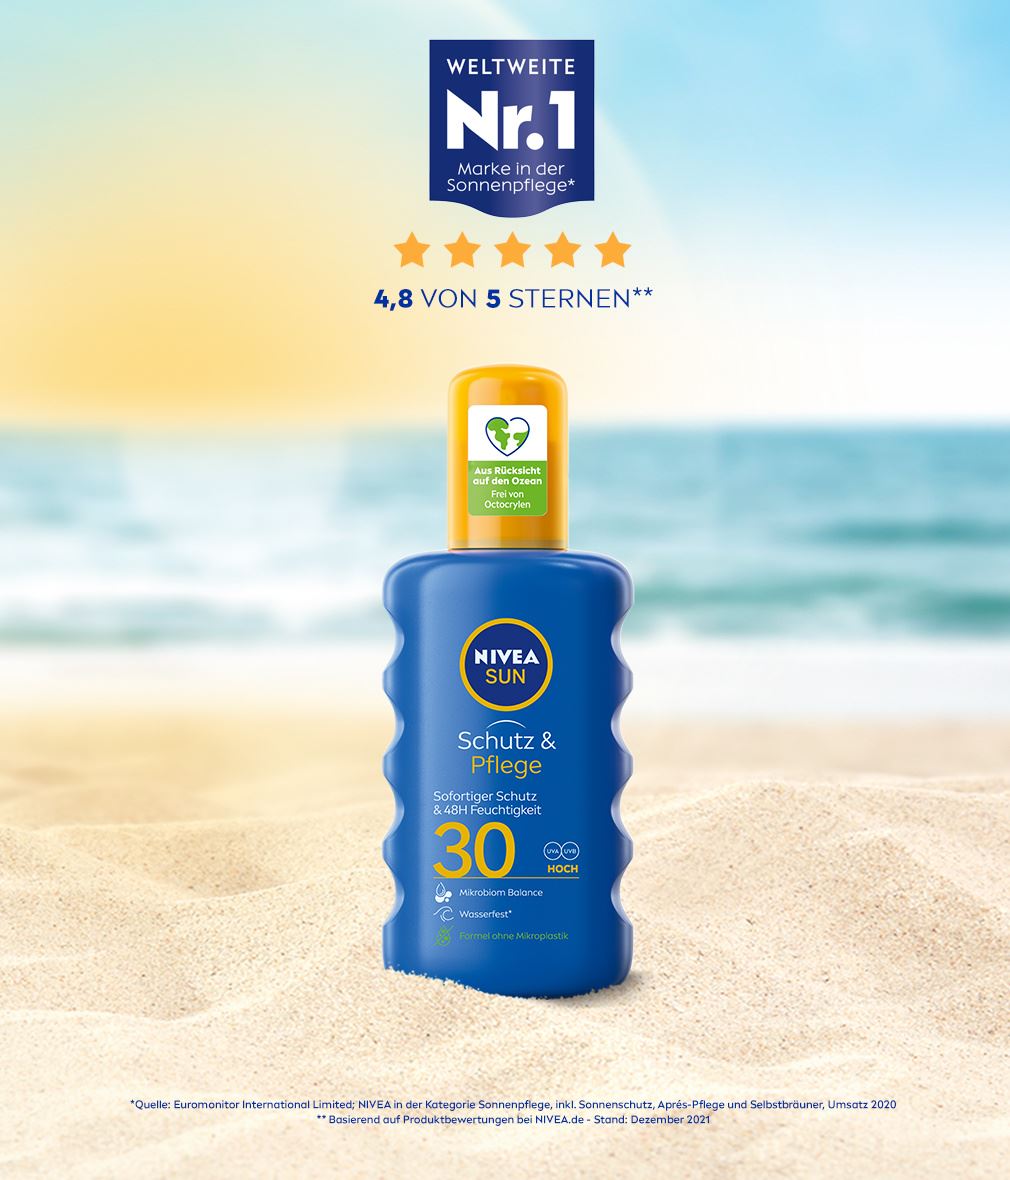 WELTWEITE
Nr.1
Marke in der
Sonnenpflege*
4,8 VON 5 STERNEN**
Aus Rücksicht
auf den Ozean
Frei von
Octocrylen
NIVEA
SUN
Schutz &
Pflege
Sofortiger Schutz
& 48H Feuchtigkeit
30
UVA UVB
HOCH
Mikrobiom Balance
Wasserfest*
Formel ohne Mikroplastik
*Quelle: Euromonitor International Limited; NIVEA in der Kategorie Sonnenpflege, inkl. Sonnenschutz, Aprés-Pflege und Selbstbräuner, Umsatz 2020
** Basierend auf Produktbewertungen bei NIVEA.de - Stand: Dezember 2021